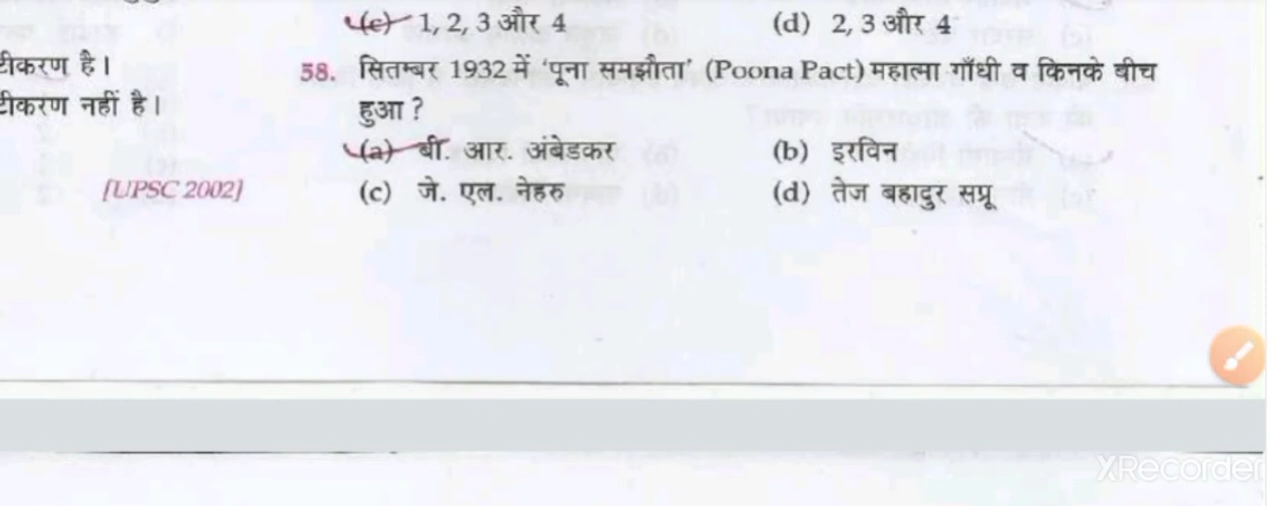 (c) 1, 2, 3 और 4 (d) 2, 3 और 4
टीकरण है।
58. सितम्बर 1932 में 'पूना समझौता' (Poona Pact) महात्मा गाँधी व किनके बीच
टीकरण नहीं है।
हुआ ?
(a) बी. आर. अंबेडकर (b) इरविन
[UPSC 2002]
(c) जे. एल. नेहरु (d) तेज बहादुर सप्रू
XRecorder